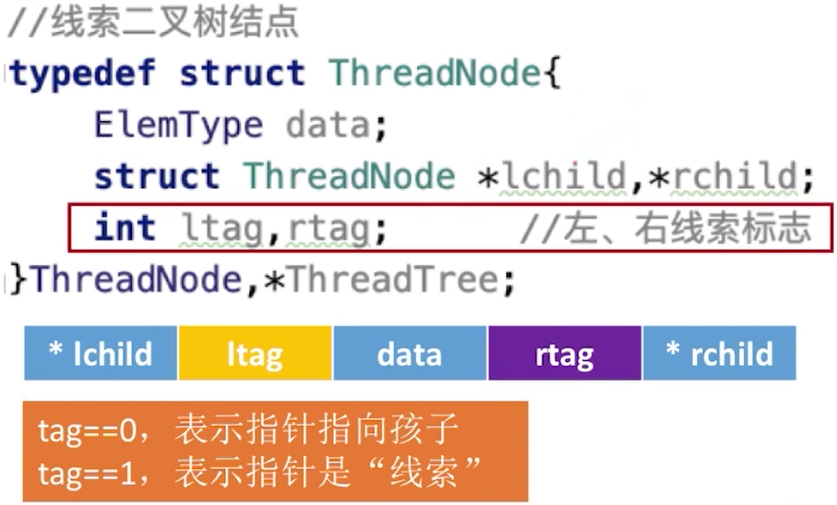 //线索二叉树结点
typedef struct ThreadNode{
ElemType data;
struct ThreadNode *lchild,*rchild;
int ltag,rtag; //左、右线索标志
}ThreadNode,*ThreadTree;
* lchild ltag data rtag * rchild
tag==0，表示指针指向孩子
tag==1，表示指针是“线索”